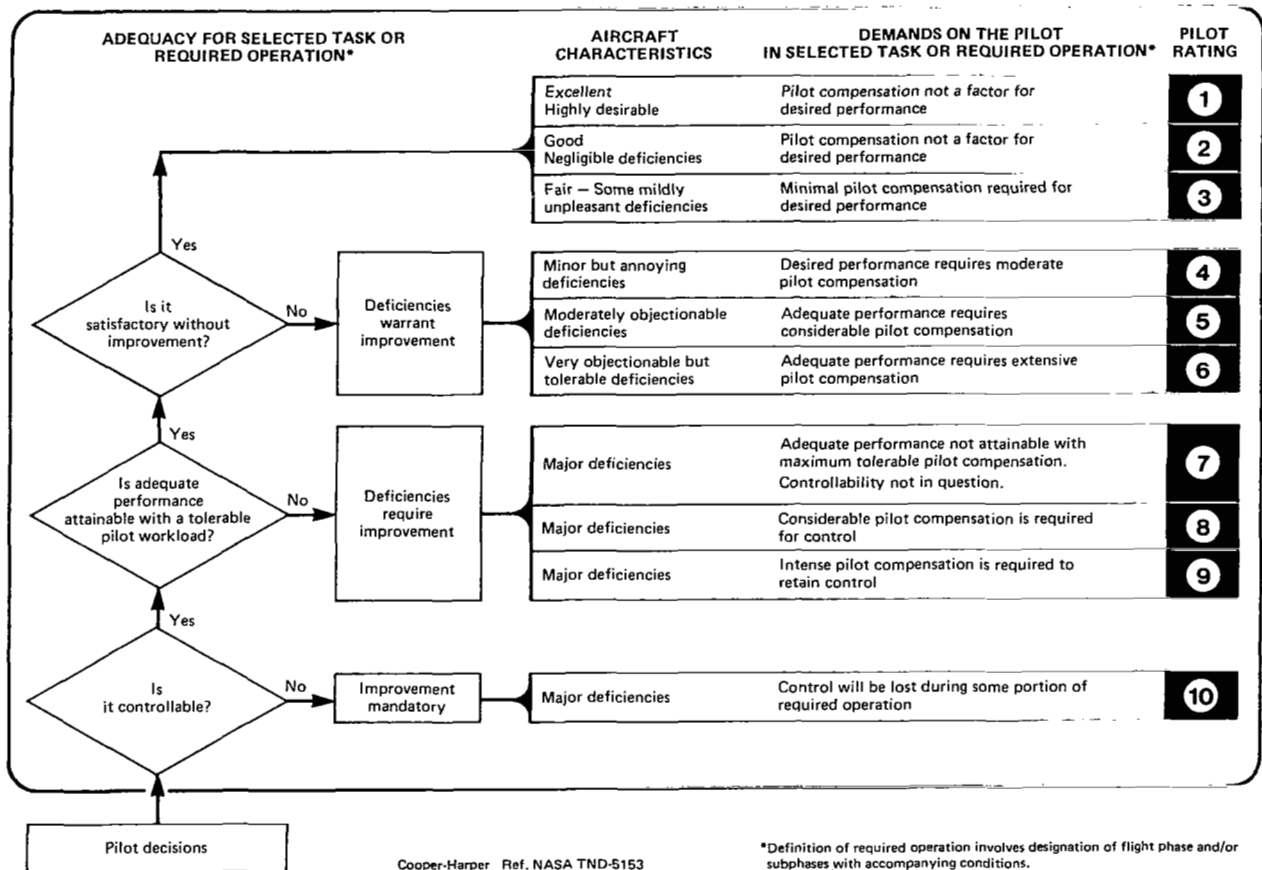 ADEQUACY FOR SELECTED TASK OR
REQUIRED OPERATION*
AIRCRAFT
CHARACTERISTICS
DEMANDS ON THE PILOT
IN SELECTED TASK OR REQUIRED OPERATION*
PILOT
RATING
Excellent
Highly desirable
Pilot compensation not a factor for
desired performance
1
Good
Negligible deficiencies
Pilot compensation not a factor for
desired performance
2
Fair — Some mildly
unpleasant deficiencies
Minimal pilot compensation required for
desired performance
3
Yes
Is it
satisfactory without
improvement?
No
Deficiencies
warrant
improvement
Minor but annoying
deficiencies
Desired performance requires moderate
pilot compensation
4
Moderately objectionable
deficiencies
Adequate performance requires
considerable pilot compensation
5
Very objectionable but
tolerable deficiencies
Adequate performance requires extensive
pilot compensation
6
Yes
Is adequate
performance
attainable with a tolerable
pilot workload?
No
Deficiencies
require
improvement
Major deficiencies
Adequate performance not attainable with
maximum tolerable pilot compensation.
Controllability not in question.
7
Major deficiencies
Considerable pilot compensation is required
for control
8
Major deficiencies
Intense pilot compensation is required to
retain control
9
Yes
Is
it controllable?
No
Improvement
mandatory
Major deficiencies
Control will be lost during some portion of
required operation
10
Pilot decisions
Cooper-Harper Ref. NASA TND-5153
*Definition of required operation involves designation of flight phase and/or
subphases with accompanying conditions.